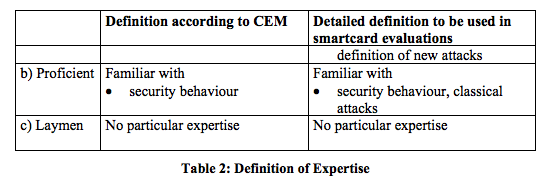 Definition according to CEM
Detailed definition to be used in
smartcard evaluations
definition of new attacks
b) Proficient
Familiar with
• security behaviour
Familiar with
• security behaviour, classical
attacks
c) Laymen
No particular expertise
No particular expertise
Table 2: Definition of Expertise